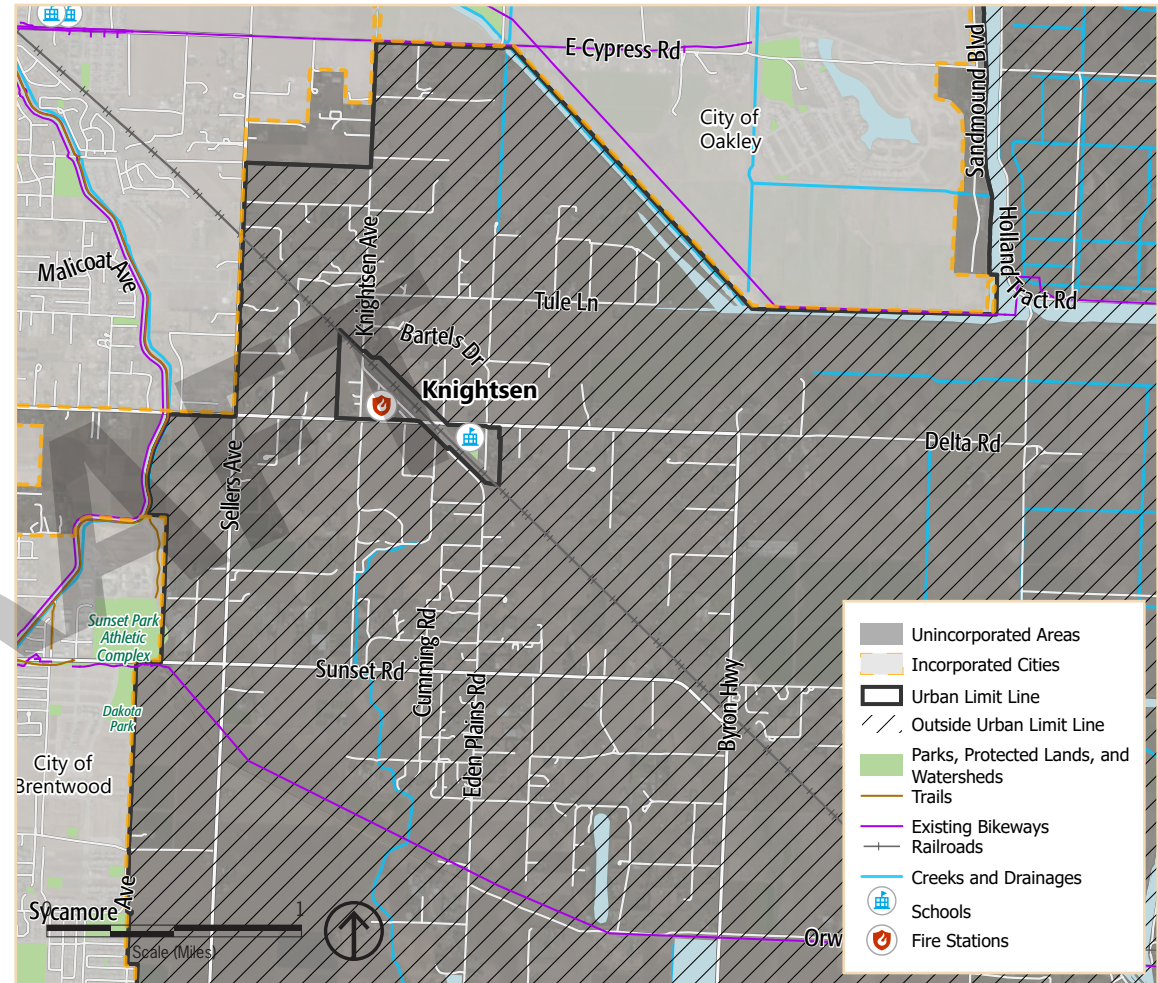 E Cypress Rd
Sandmound Blvd
City of
Oakley
Malicoat Ave
Knightsen Ave
Holland Tract Rd
Tule Ln
Bartels Dr
Knightsen
Delta Rd
Sellers Ave
Sunset Park
Athletic
Complex
Sunset Rd
Cumming Rd
Eden Plains Rd
Byron Hwy
Dakota
Park
City of
Brentwood
Sycamore Ave
0 1
Scale (Miles)
Orw
Unincorporated Areas
Incorporated Cities
Urban Limit Line
Outside Urban Limit Line
Parks, Protected Lands, and
Watersheds
Trails
Existing Bikeways
Railroads
Creeks and Drainages
Schools
Fire Stations